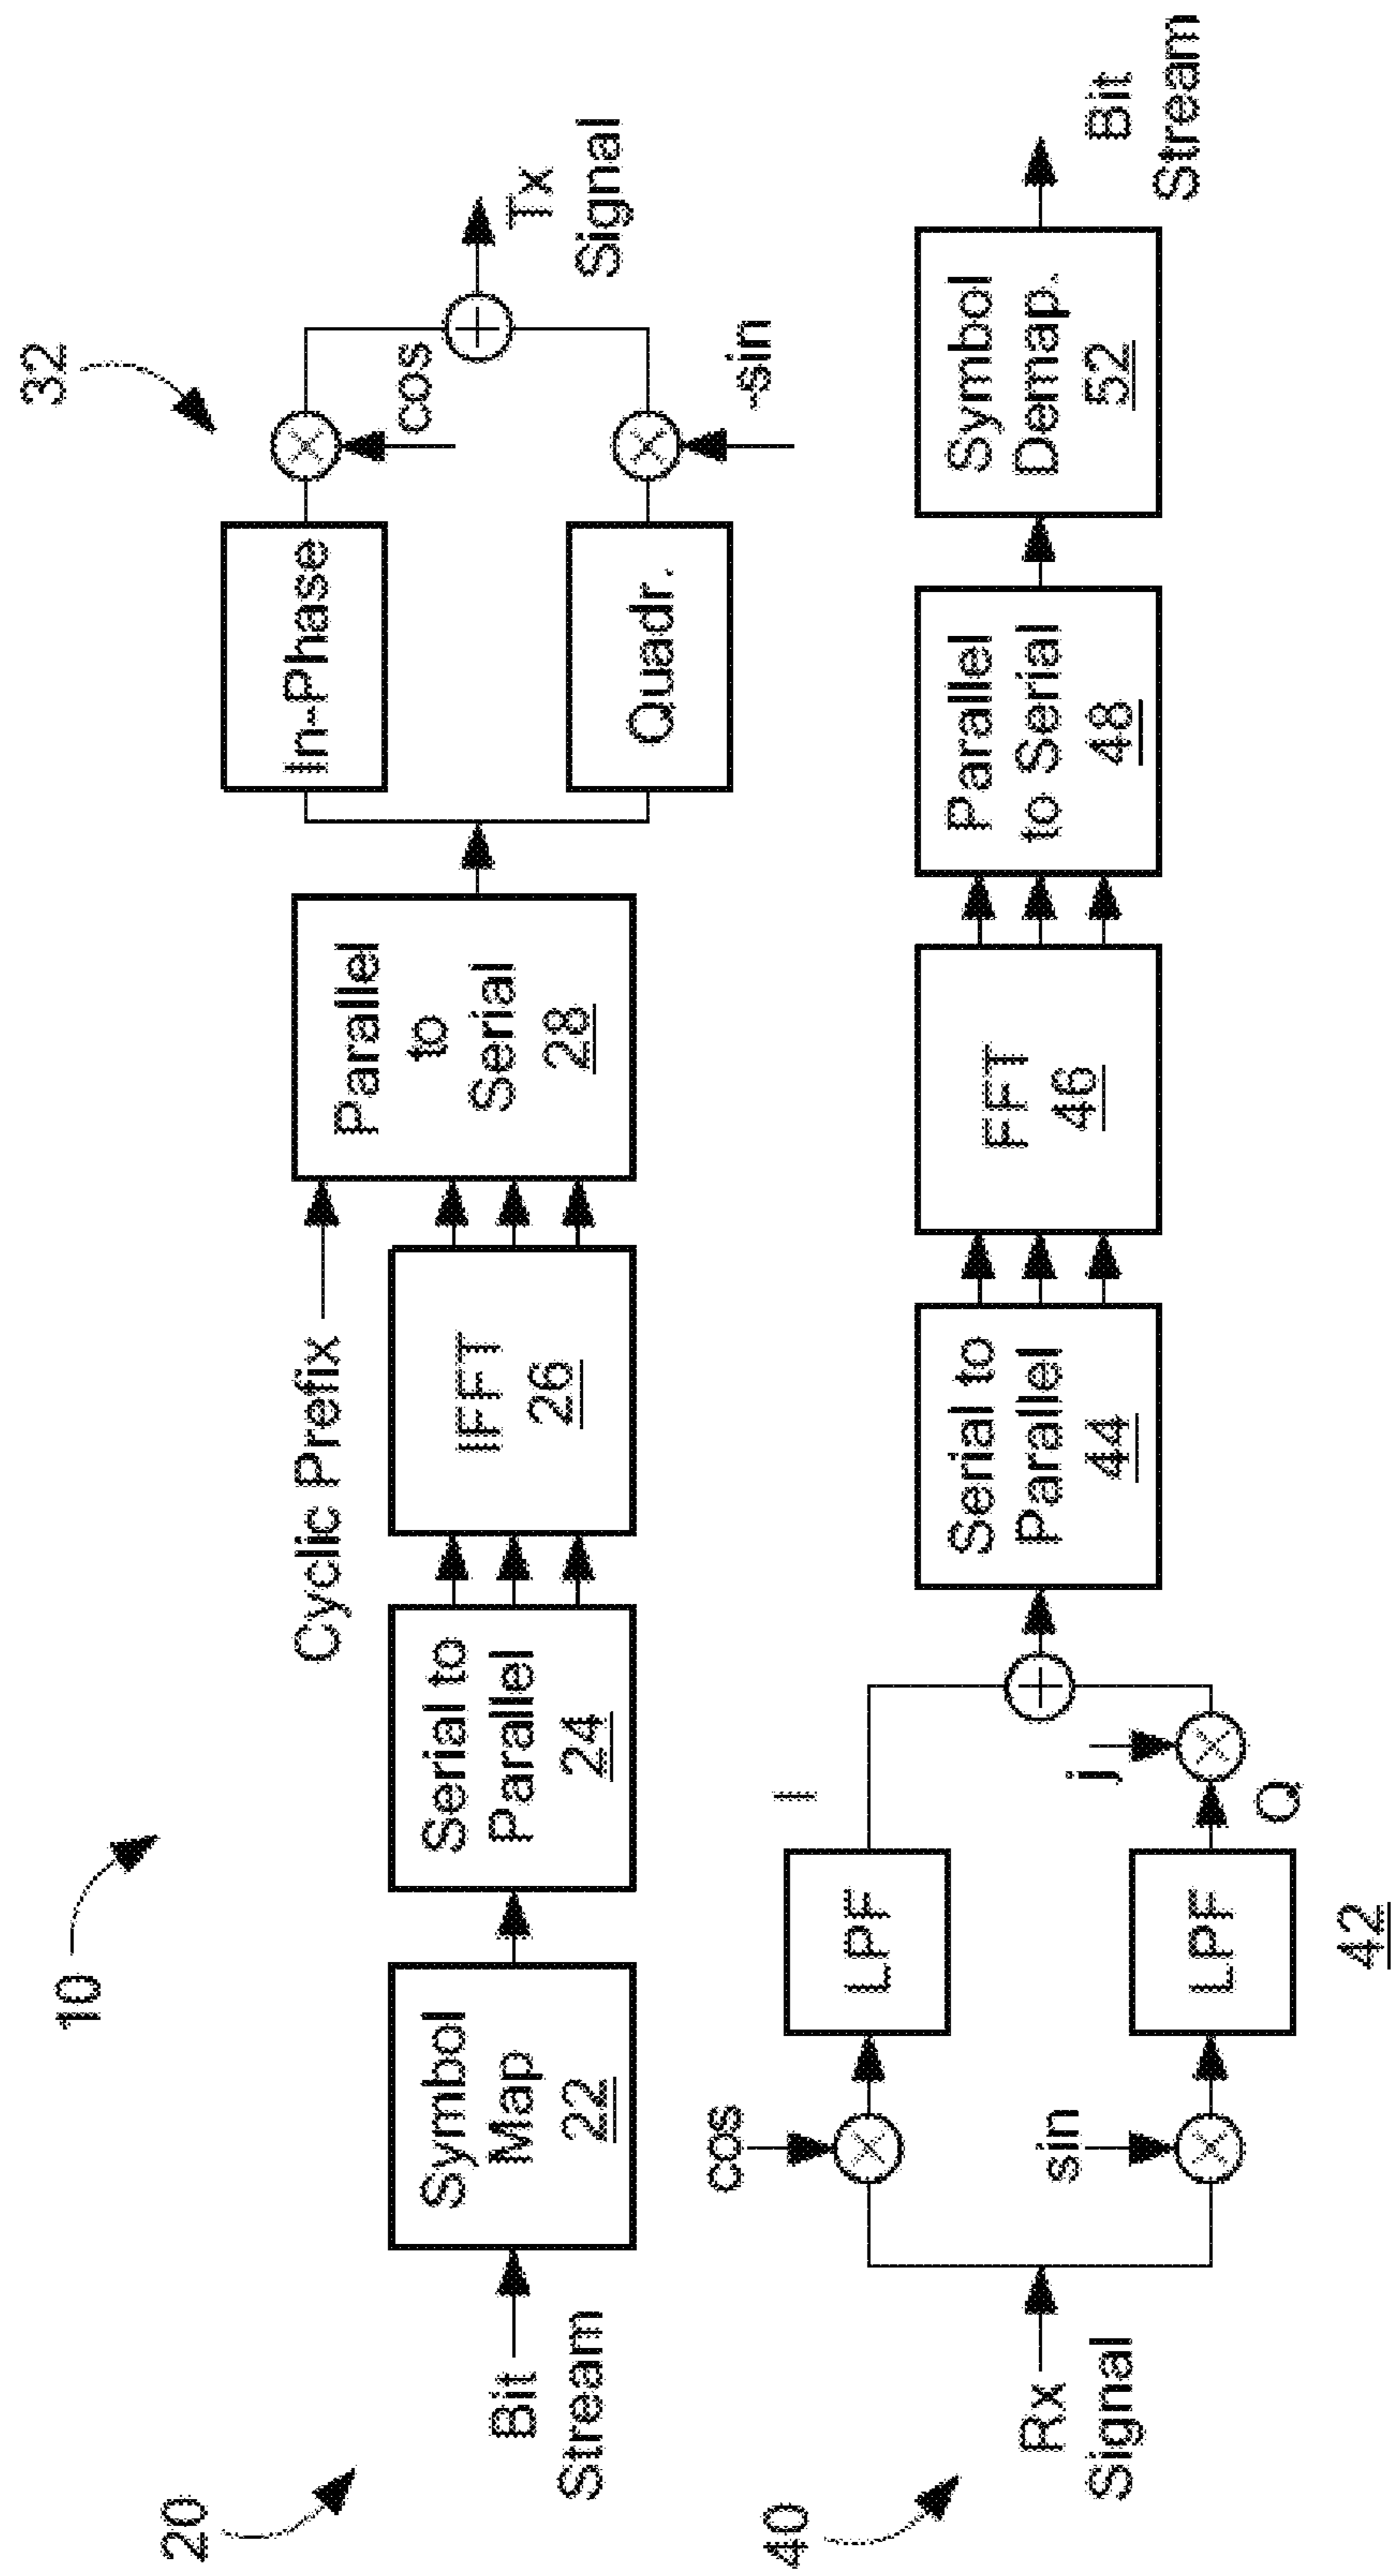 10
20
32
Bit
Stream
Symbol
Map
22
Serial to
Parallel
24
IFFT
26
Cyclic Prefix
Parallel
to
Serial
28
In-Phase
Quadr.
cos
-sin
Tx
Signal
40
Rx
Signal
cos
sin
LPF
LPF
42
I
j
Q
Serial to
Parallel
44
FFT
46
Parallel
to Serial
48
Symbol
Demap.
52
Bit
Stream